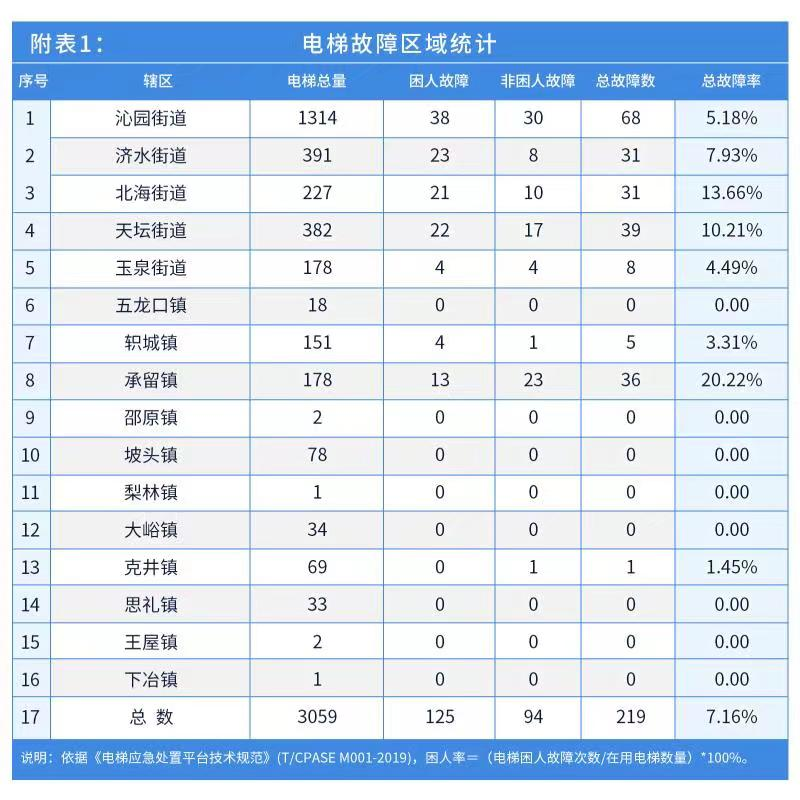 附表1： 电梯故障区域统计
序号 辖区 电梯总量 困人故障 非困人故障 总故障数 总故障率
1 沁园街道 1314 38 30 68 5.18%
2 济水街道 391 23 8 31 7.93%
3 北海街道 227 21 10 31 13.66%
4 天坛街道 382 22 17 39 10.21%
5 玉泉街道 178 4 4 8 4.49%
6 五龙口镇 18 0 0 0 0.00
7 轵城镇 151 4 1 5 3.31%
8 承留镇 178 13 23 36 20.22%
9 邵原镇 2 0 0 0 0.00
10 坡头镇 78 0 0 0 0.00
11 梨林镇 1 0 0 0 0.00
12 大峪镇 34 0 0 0 0.00
13 克井镇 69 0 1 1 1.45%
14 思礼镇 33 0 0 0 0.00
15 王屋镇 2 0 0 0 0.00
16 下冶镇 1 0 0 0 0.00
17 总 数 3059 125 94 219 7.16%
说明：依据《电梯应急处置平台技术规范》(T/CPASE M001-2019)，困人率＝（电梯困人故障次数/在用电梯数量）*100%。